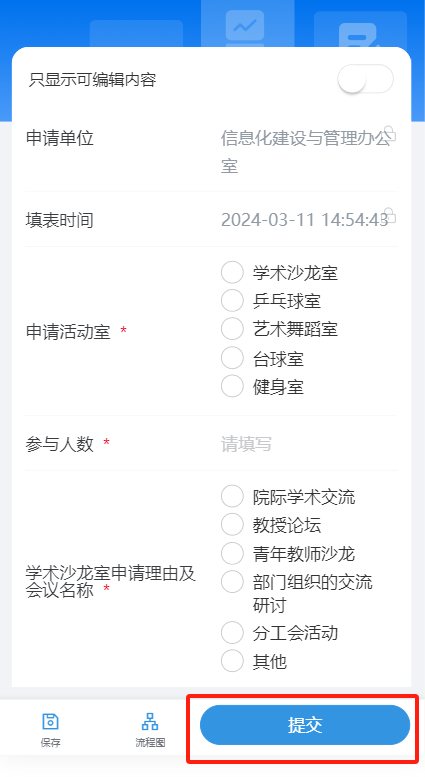 只显示可编辑内容
申请单位
信息化建设与管理办公
室
填表时间
2024-03-11 14:54:43
申请活动室 *
学术沙龙室
乒乓球室
艺术舞蹈室
台球室
健身室
参与人数 *
请填写
学术沙龙室申请理由及
会议名称 *
院际学术交流
教授论坛
青年教师沙龙
部门组织的交流
研讨
分工会活动
其他
保存
流程图
提交